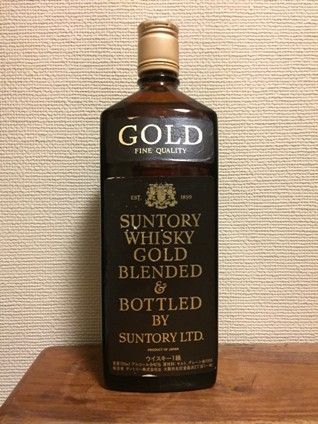 GOLD
FINE QUALITY
EST. 1899
SUNTORY
WHISKY
GOLD
BLENDED
&
BOTTLED
BY
SUNTORY LTD.
PRODUCT OF JAPAN
ウイスキー1級